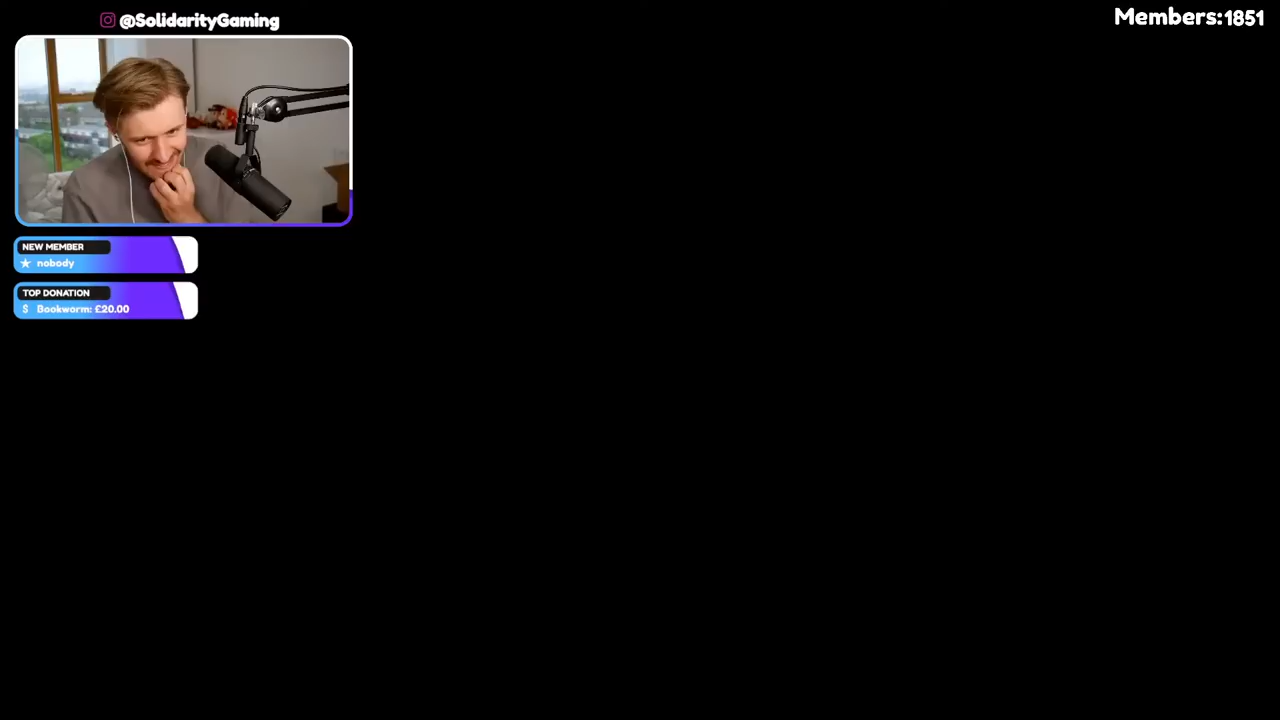 @SolidarityGaming
Members:1851
NEW MEMBER
nobody
TOP DONATION
$ Bookworm: £20.00